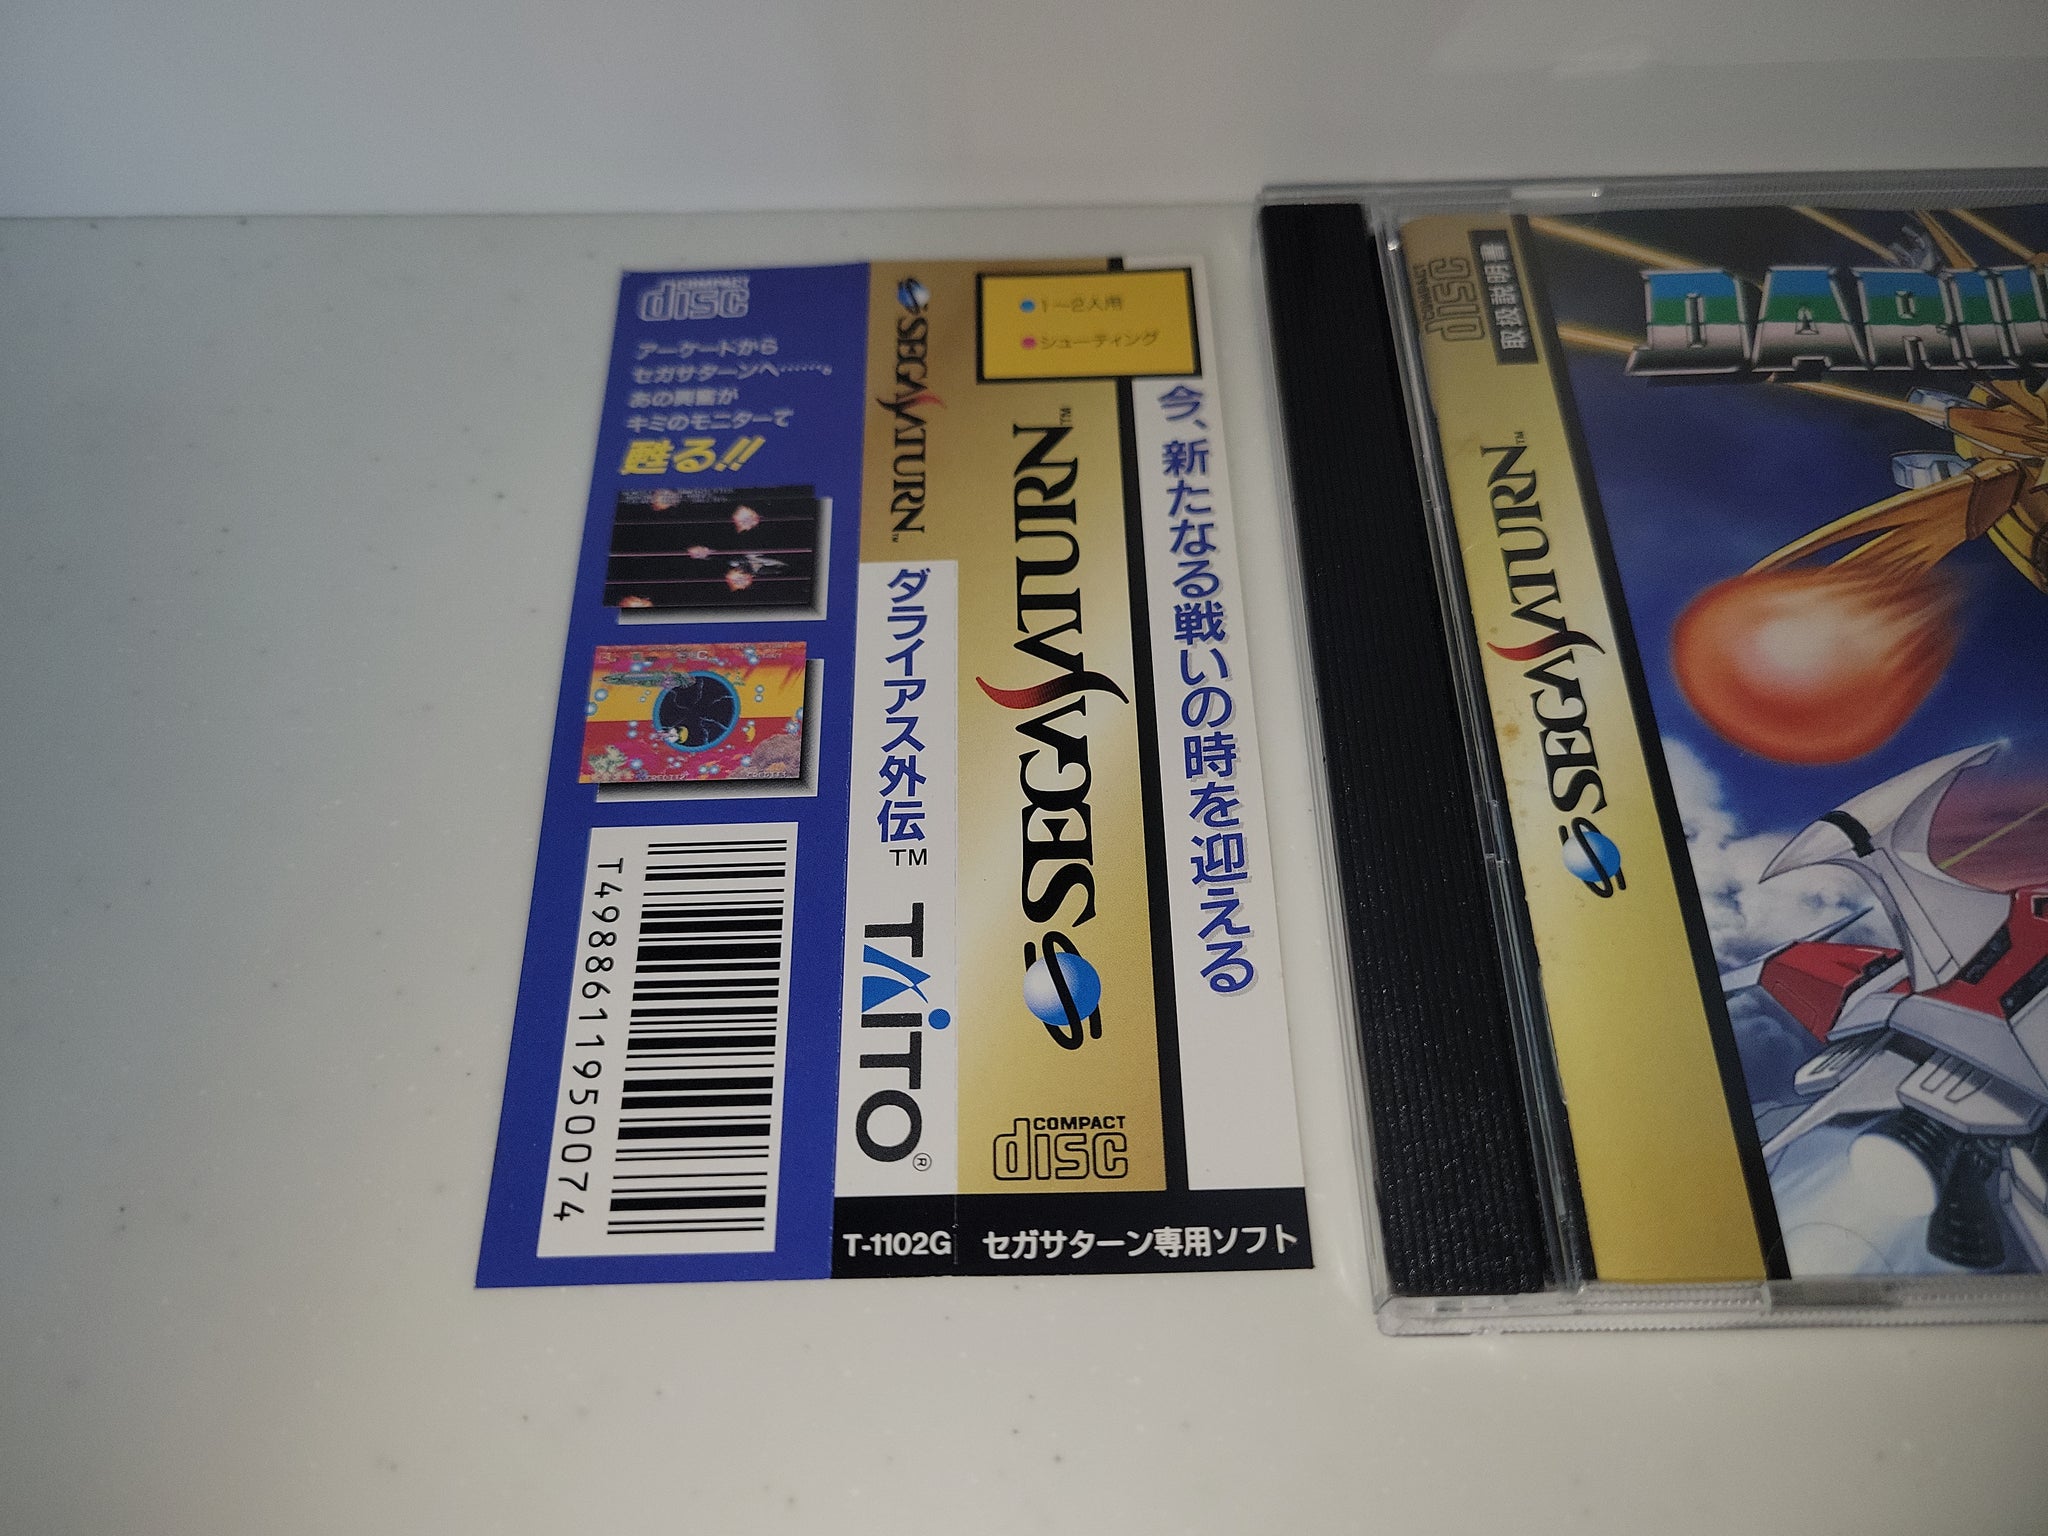 COMPACT
disc
アーケードから
セガサターンへ……。
あの興奮が
キミのモニターで
甦る!!
T4988611950074
SEGA SATURN™
ダライアス外伝™
TAITO®
T-1102G
●1〜2人用
●シューティング
SEGA SATURN™
COMPACT
disc
今、新たなる戦いの時を迎える
セガサターン専用ソフト
COMPACT
disc
取扱説明書
SEGA SATURN™
DARI